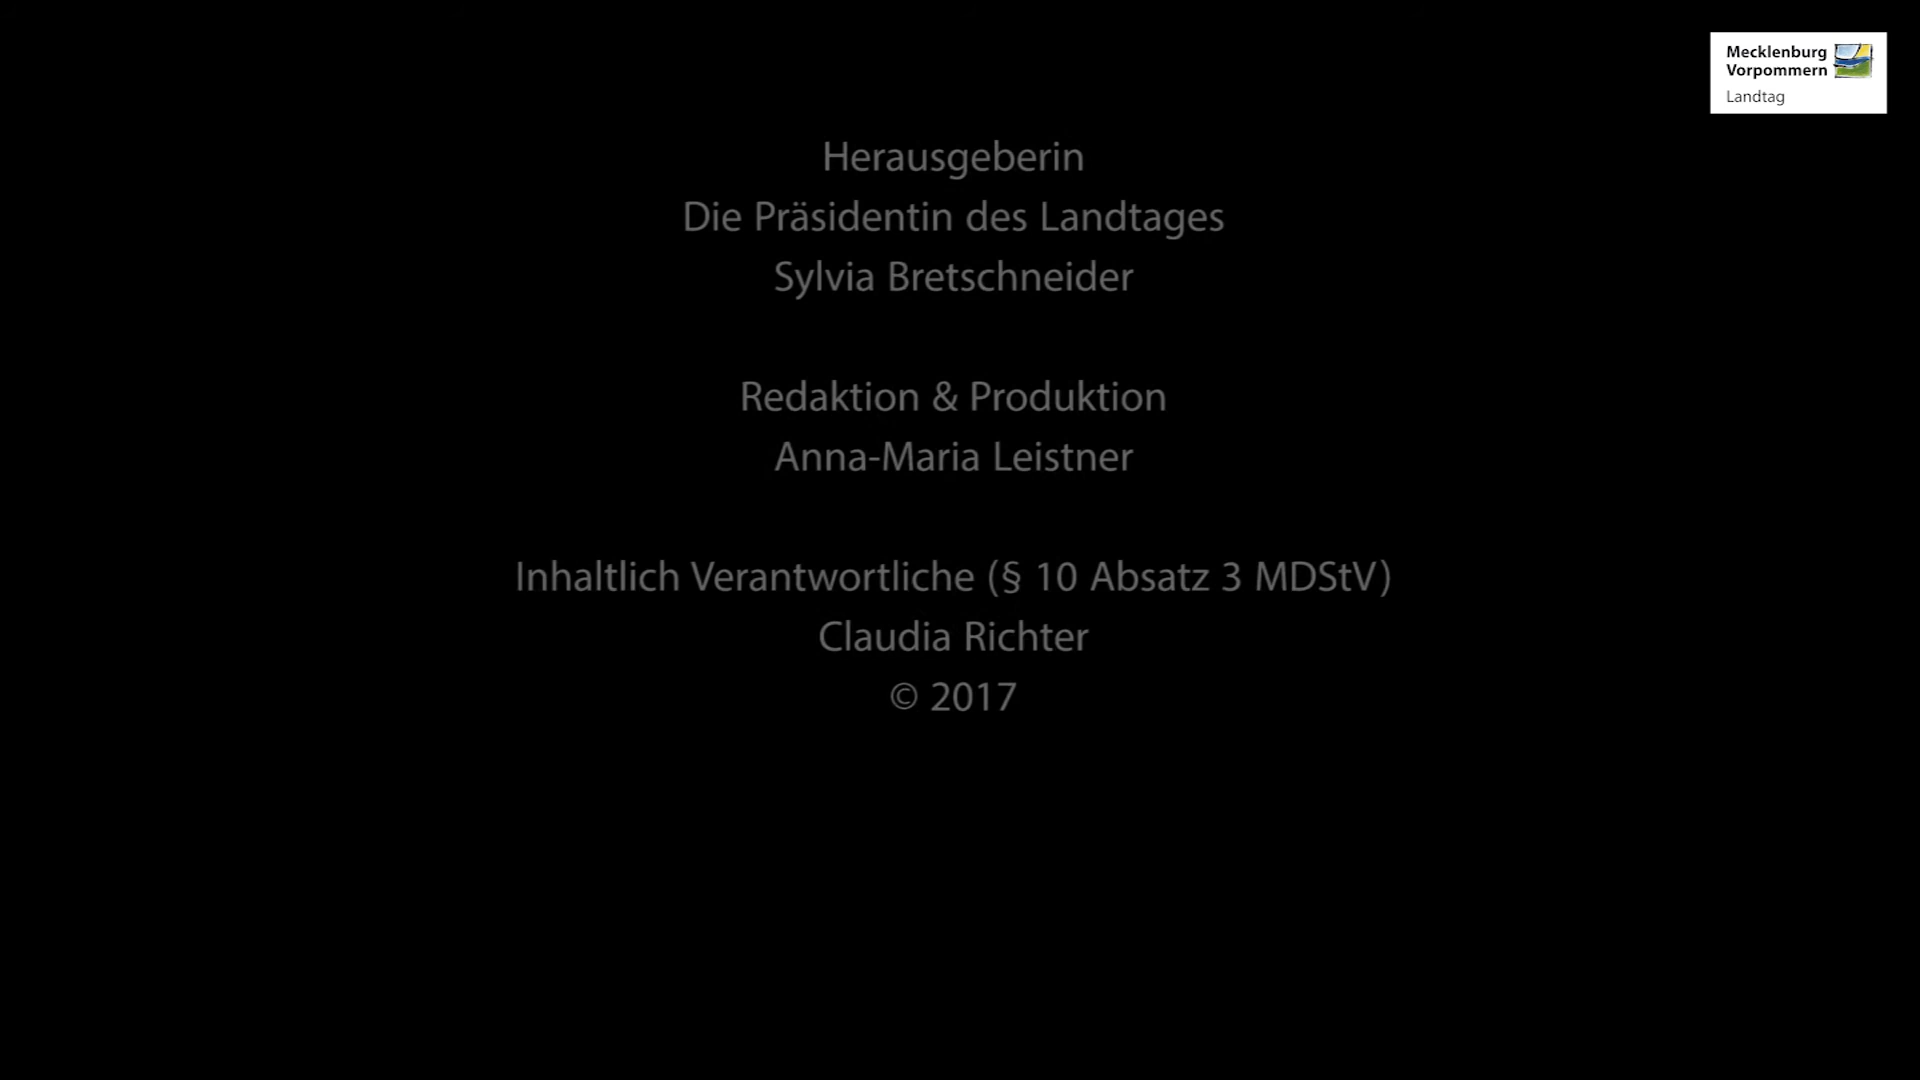 Mecklenburg
Vorpommern
Landtag
Herausgeberin
Die Präsidentin des Landtages
Sylvia Bretschneider
Redaktion & Produktion
Anna-Maria Leistner
Inhaltlich Verantwortliche (§ 10 Absatz 3 MDStV)
Claudia Richter
© 2017